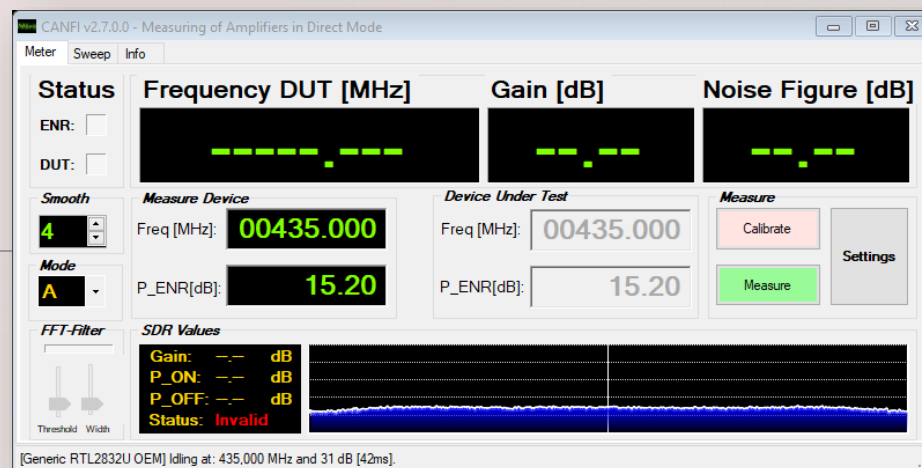 CANFI v2.7.0.0 - Measuring of Amplifiers in Direct Mode
Meter Sweep Info
Status
ENR:
DUT:
Frequency DUT [MHz]
-----.---
Gain [dB]
--.--
Noise Figure [dB]
--.--
Smooth
4
Mode
A
Measure Device
Freq [MHz]: 00435.000
P_ENR[dB]: 15.20
Device Under Test
Freq [MHz]: 00435.000
P_ENR[dB]: 15.20
Measure
Calibrate
Measure
Settings
FFT-Filter
Threshold Width
SDR Values
Gain: --.-- dB
P_ON: --.-- dB
P_OFF: --.-- dB
Status: Invalid
[Generic RTL2832U OEM] Idling at: 435,000 MHz and 31 dB [42ms].